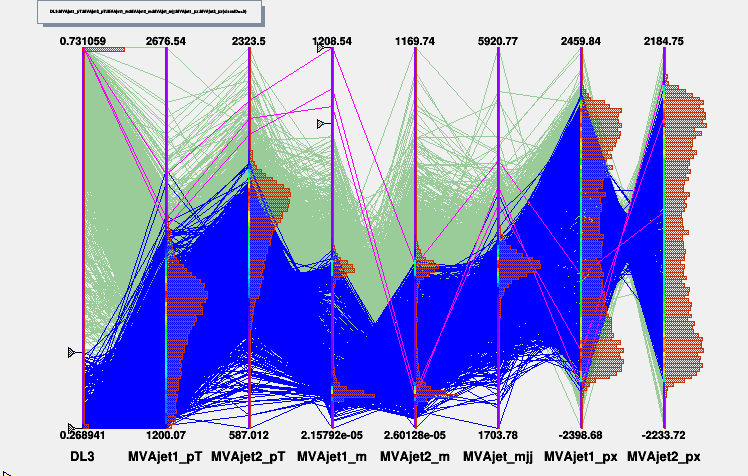 0.731059 2676.54 2323.5 1208.54 1169.74 5920.77 2459.84 2184.75
0.268941 1200.07 587.012 2.15792e-05 2.60128e-05 1703.78 -2398.68 -2233.72
DL3 MVAjet1_pT MVAjet2_pT MVAjet1_m MVAjet2_m MVAjet_mjj MVAjet1_px MVAjet2_px